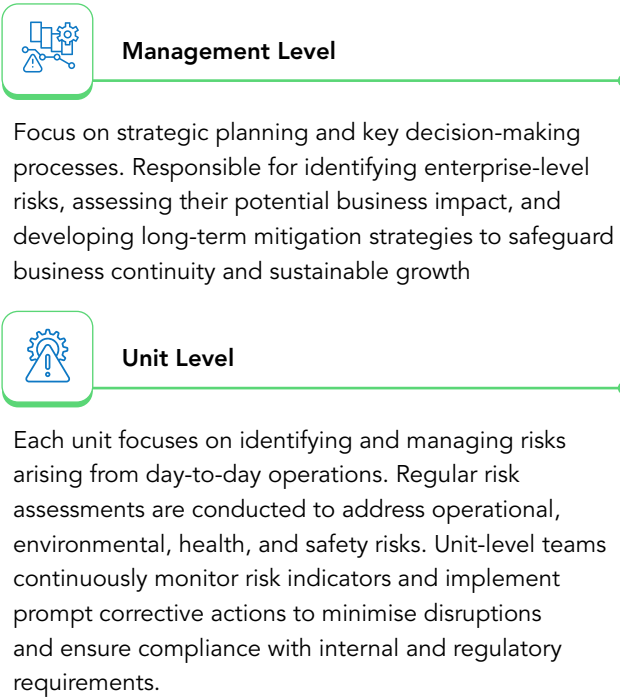 Management Level
Focus on strategic planning and key decision-making
processes. Responsible for identifying enterprise-level
risks, assessing their potential business impact, and
developing long-term mitigation strategies to safeguard
business continuity and sustainable growth
Unit Level
Each unit focuses on identifying and managing risks
arising from day-to-day operations. Regular risk
assessments are conducted to address operational,
environmental, health, and safety risks. Unit-level teams
continuously monitor risk indicators and implement
prompt corrective actions to minimise disruptions
and ensure compliance with internal and regulatory
requirements.